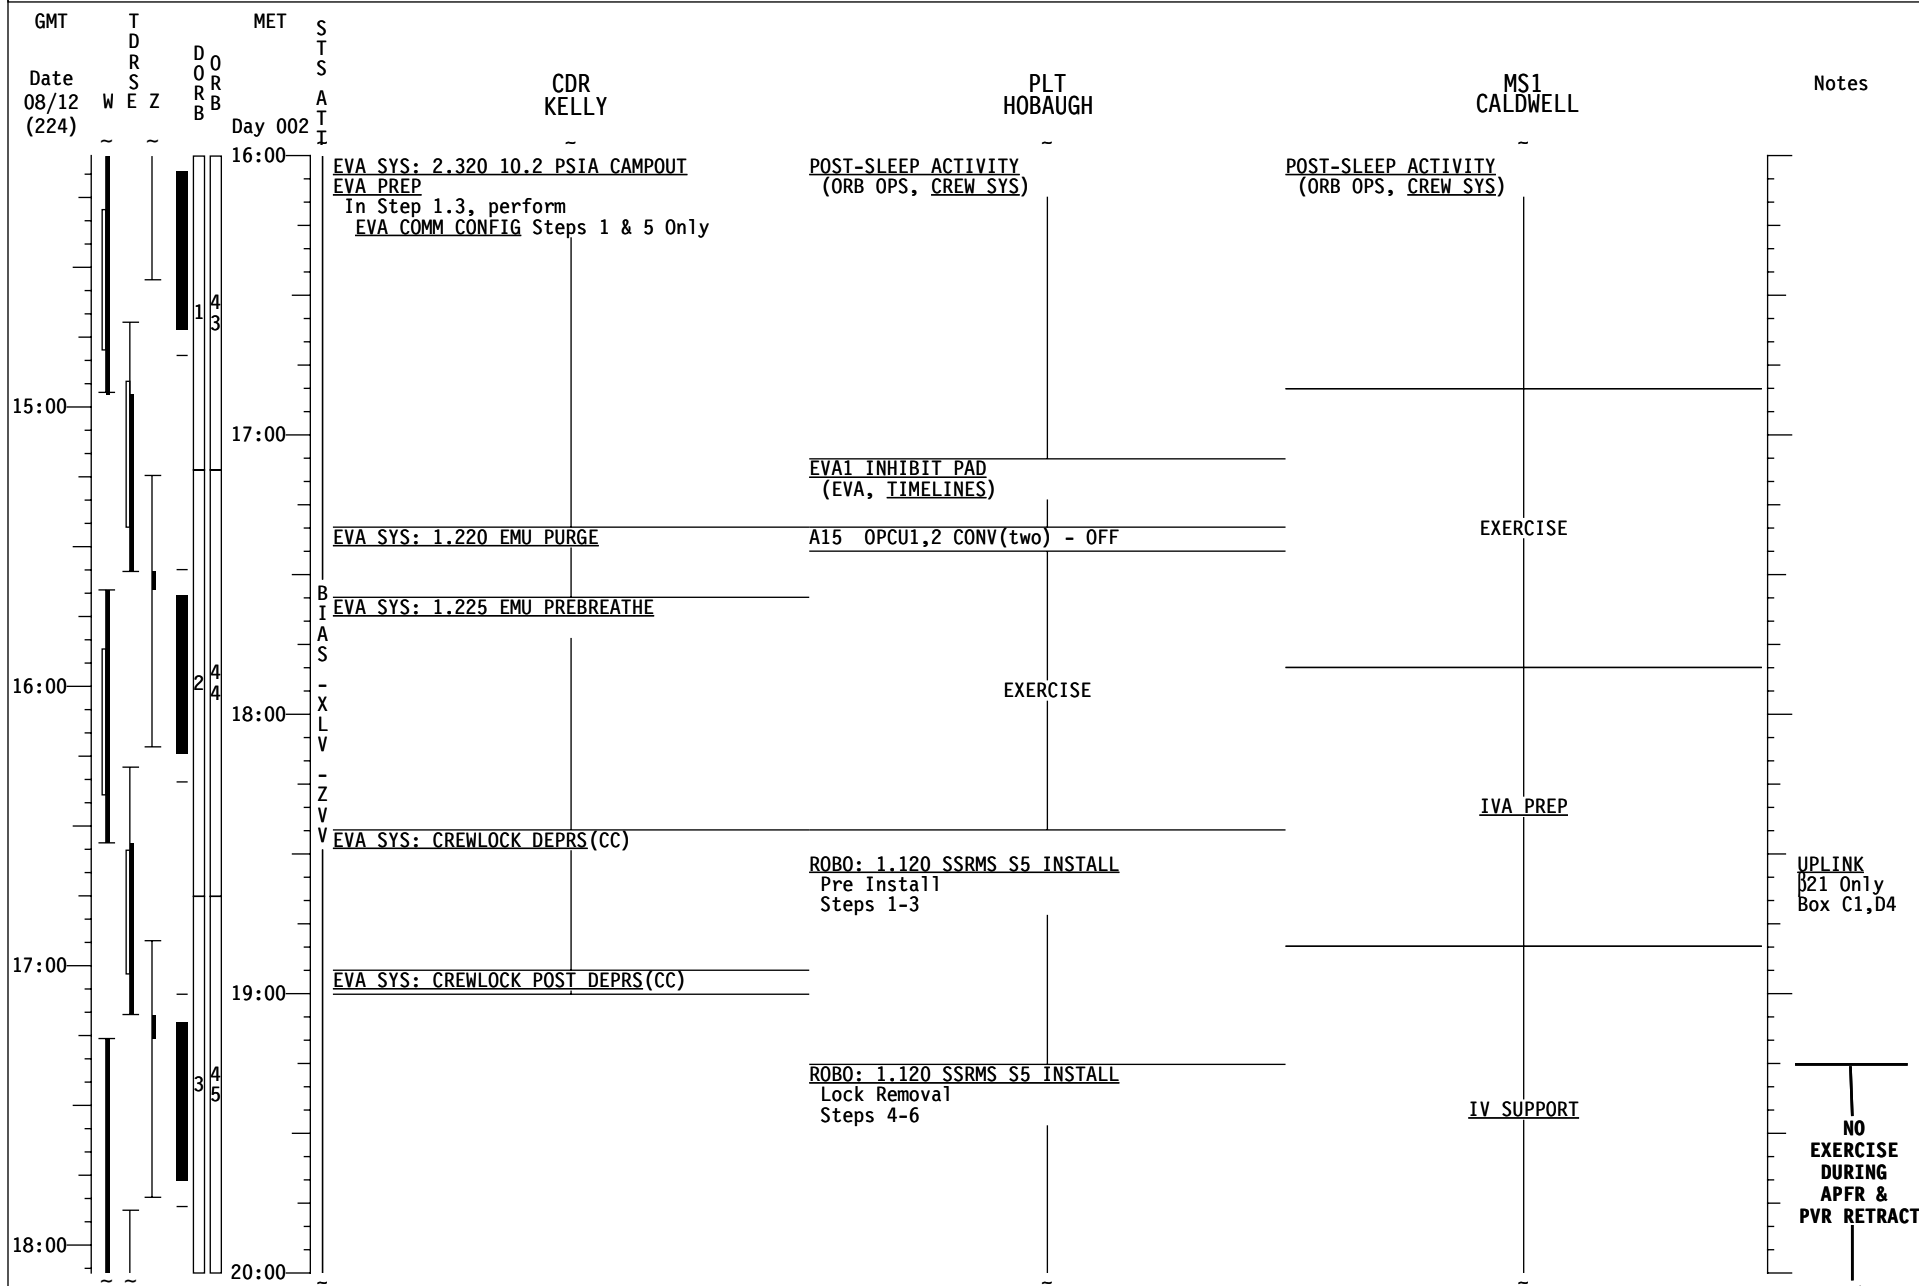 GMT
Date
08/12
(224)
TDRS
W E Z
DORB
ORB
MET
Day 002
STS ATT
CDR
KELLY
PLT
HOBAUGH
MS1
CALDWELL
Notes
~ ~ ~ ~ ~
16:00
EVA SYS: 2.320 10.2 PSIA CAMPOUT
EVA PREP
In Step 1.3, perform
EVA COMM CONFIG Steps 1 & 5 Only
POST-SLEEP ACTIVITY
(ORB OPS, CREW SYS)
POST-SLEEP ACTIVITY
(ORB OPS, CREW SYS)
1
43
15:00
17:00
EVA1 INHIBIT PAD
(EVA, TIMELINES)
EVA SYS: 1.220 EMU PURGE
A15 OPCU1,2 CONV(two) - OFF
EXERCISE
EVA SYS: 1.225 EMU PREBREATHE
BIAS -XLV -ZVV
16:00
2
44
EXERCISE
18:00
IVA PREP
EVA SYS: CREWLOCK DEPRS(CC)
ROBO: 1.120 SSRMS S5 INSTALL
Pre Install
Steps 1-3
UPLINK
β21 Only
Box C1,D4
17:00
EVA SYS: CREWLOCK POST DEPRS(CC)
19:00
3
45
ROBO: 1.120 SSRMS S5 INSTALL
Lock Removal
Steps 4-6
IV SUPPORT
NO
EXERCISE
DURING
APFR &
PVR RETRACT
18:00
20:00
~ ~ ~ ~ ~